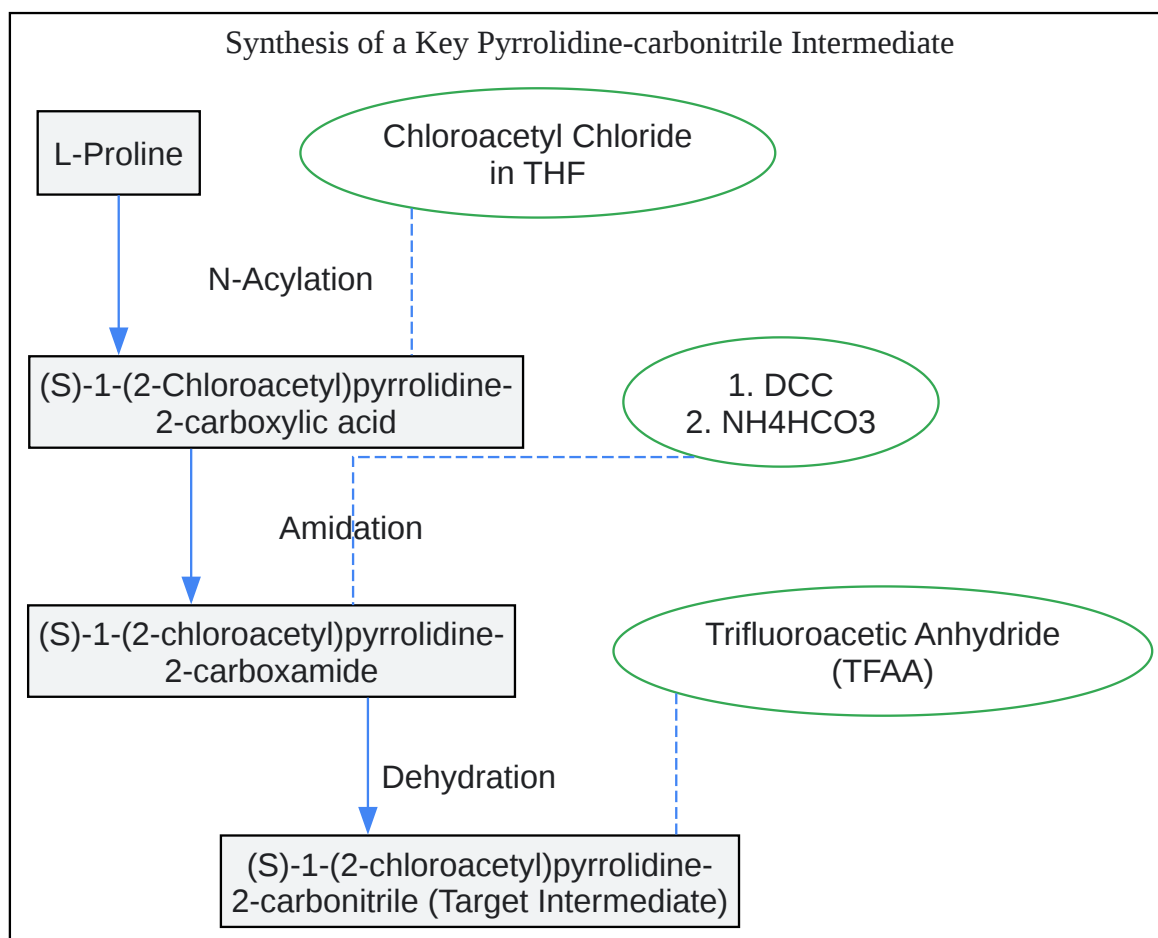 Synthesis of a Key Pyrrolidine-carbonitrile Intermediate
L-Proline
Chloroacetyl Chloride
in THF
N-Acylation
(S)-1-(2-Chloroacetyl)pyrrolidine-
2-carboxylic acid
1. DCC
2. NH4HCO3
Amidation
(S)-1-(2-chloroacetyl)pyrrolidine-
2-carboxamide
Trifluoroacetic Anhydride
(TFAA)
Dehydration
(S)-1-(2-chloroacetyl)pyrrolidine-
2-carbonitrile (Target Intermediate)